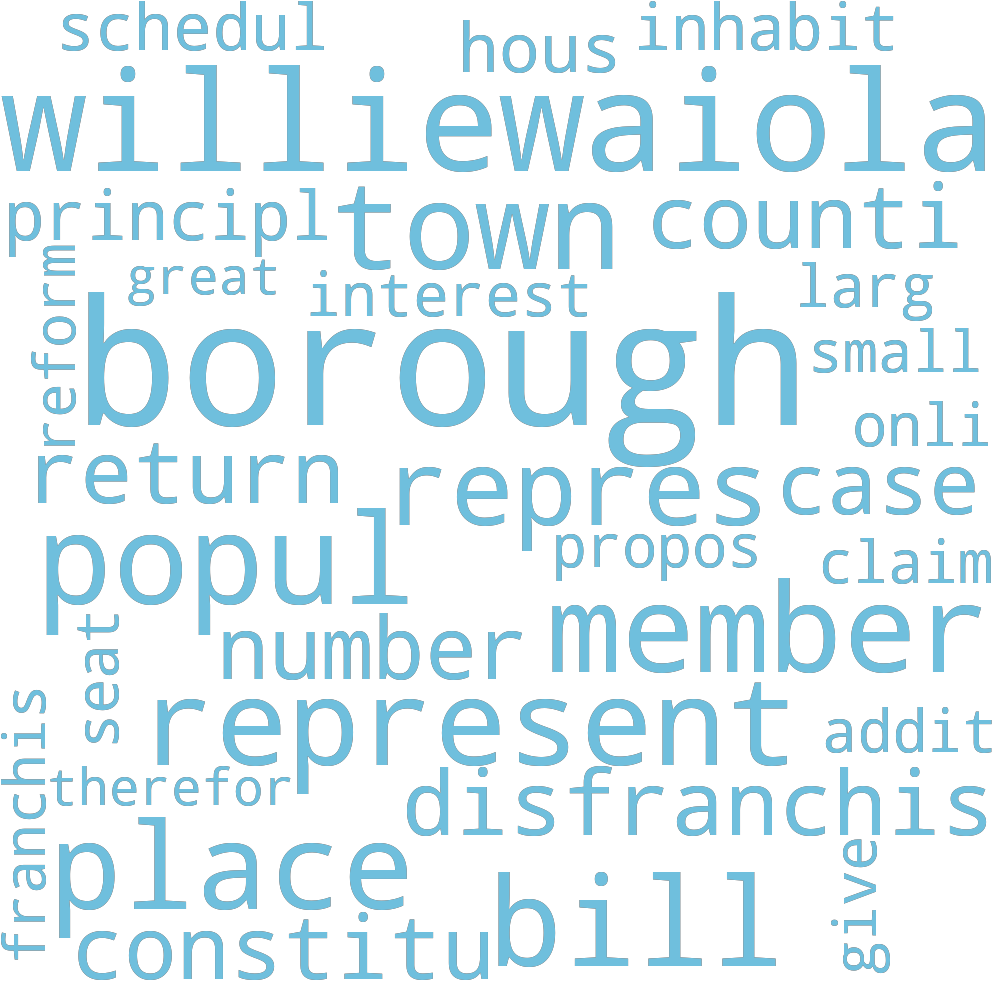 schedul
hous
inhabit
williewaiola
principl
town
counti
reform
great
interest
larg
borough
small
onli
return
repres
case
popul
propos
claim
seat
number
member
franchis
represent
addit
therefor
disfranchis
place
give
constitu
bill